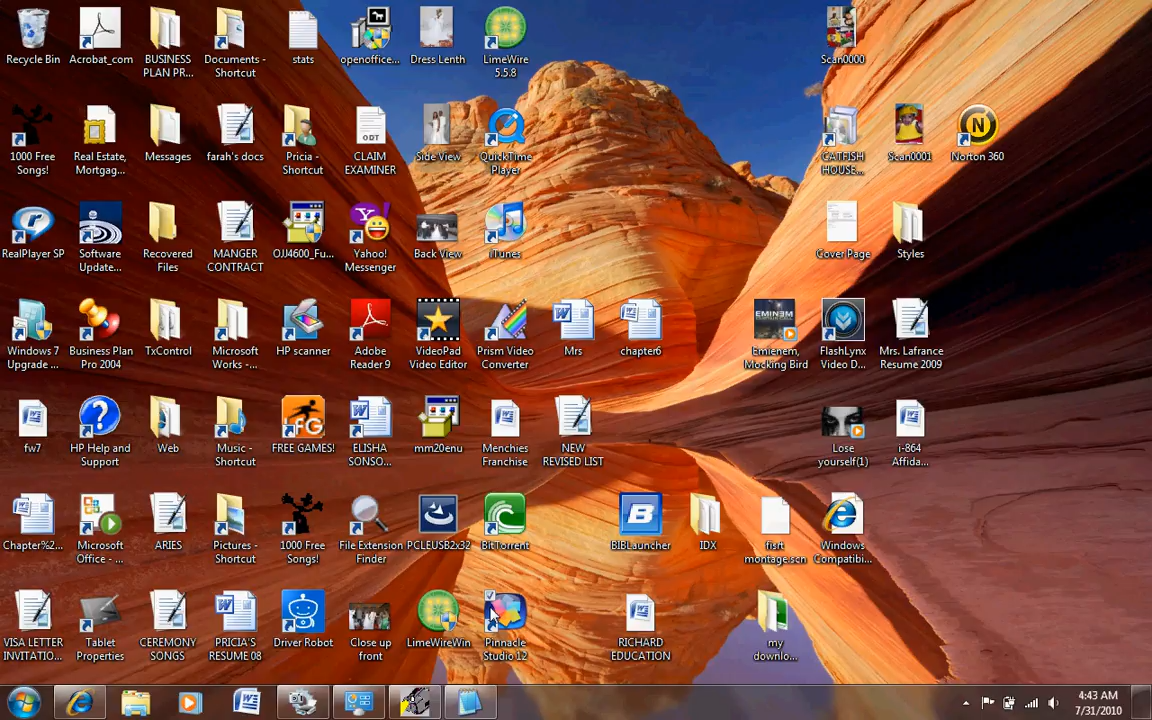 Recycle Bin
Acrobat_com
BUSINESS
PLAN PR...
Documents -
Shortcut
stats
openoffice...
Dress Lenth
LimeWire
5.5.8
Scan0000
1000 Free
Songs!
Real Estate,
Mortgag...
Messages
farah's docs
Pricia -
Shortcut
ODT
CLAIM
EXAMINER
Side View
QuickTime
Player
CATFISH
HOUSE...
Scan0001
N
Norton 360
RealPlayer SP
Software
Update...
Recovered
Files
MANGER
CONTRACT
OJJ4600_Fu...
Yahoo!
Messenger
Back View
iTunes
Cover Page
Styles
Windows 7
Upgrade ...
Business Plan
Pro 2004
TxControl
Microsoft
Works -...
HP scanner
Adobe
Reader 9
VideoPad
Video Editor
Prism Video
Converter
Mrs
chapter6
EMINEM
Emienem,
Mocking Bird
FlashLynx
Video D...
Mrs. Lafrance
Resume 2009
fw7
HP Help and
Support
Web
Music -
Shortcut
FG
FREE GAMES!
ELISHA
SONSO...
mm20enu
Menchies
Franchise
NEW
REVISED LIST
Lose
yourself(1)
i-864
Affida...
Chapter%2...
Microsoft
Office - ...
ARIES
Pictures -
Shortcut
1000 Free
Songs!
File Extension
Finder
PCLEUSB2x32
BitTorrent
B
BIBLauncher
IDX
fisrt
montage.scn
Windows
Compatibi...
VISA LETTER
INVITATIO...
Tablet
Properties
CEREMONY
SONGS
PRICIA'S
RESUME 08
Driver Robot
Close up
front
LimeWireWin
Pinnacle
Studio 12
RICHARD
EDUCATION
my
downlo...
4:43 AM
7/31/2010